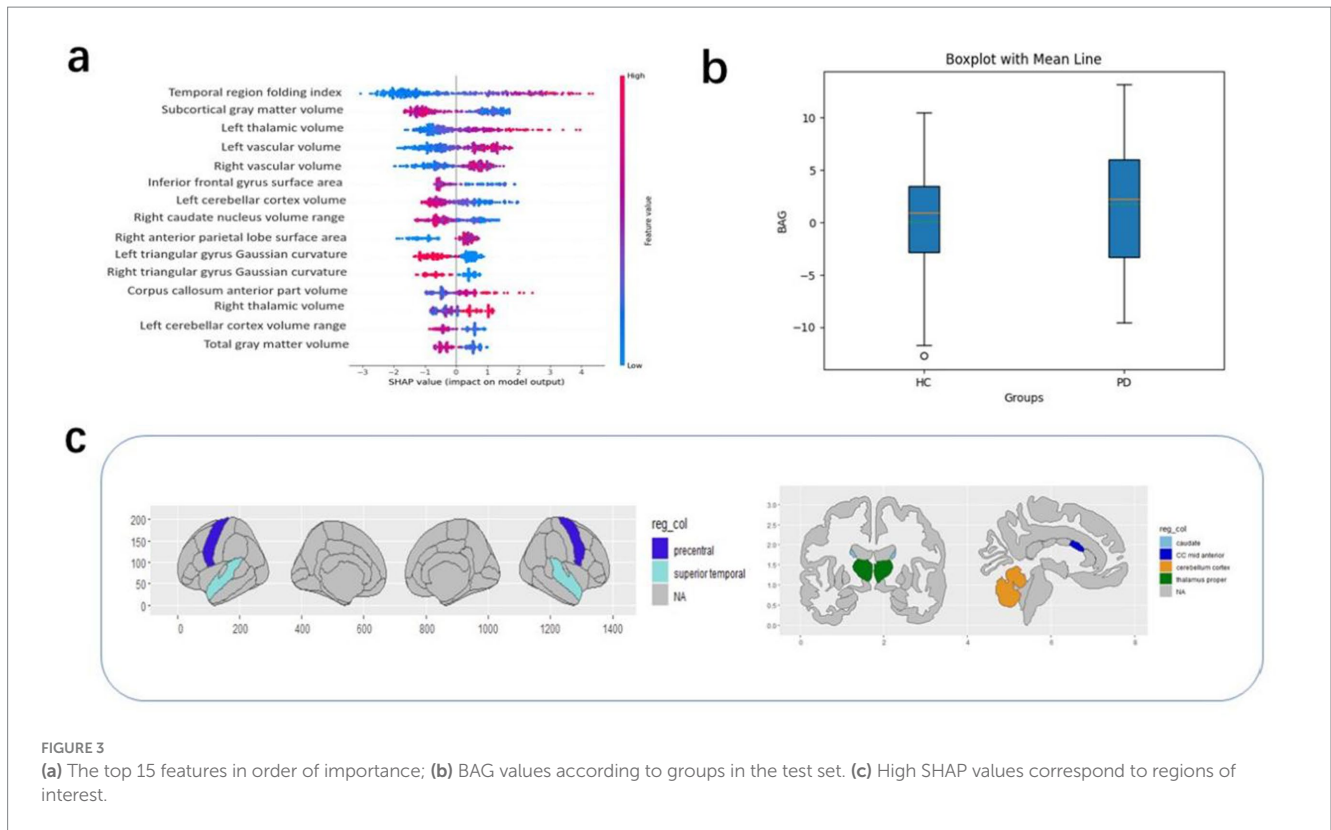 a
Temporal region folding index
Subcortical gray matter volume
Left thalamic volume
Left vascular volume
Right vascular volume
Inferior frontal gyrus surface area
Left cerebellar cortex volume
Right caudate nucleus volume range
Right anterior parietal lobe surface area
Left triangular gyrus Gaussian curvature
Right triangular gyrus Gaussian curvature
Corpus callosum anterior part volume
Right thalamic volume
Left cerebellar cortex volume range
Total gray matter volume
−3 −2 −1 0 1 2 3 4
SHAP value (impact on model output)
High
Feature value
Low
b
Boxplot with Mean Line
10
5
0
−5
−10
BAG
HC PD
Groups
c
200
150
100
50
0
0 200 400 600 800 1000 1200 1400
reg_col
precentral
superior temporal
NA
3.0
2.5
2.0
1.5
1.0
0.5
0.0
0 2 4 6 8
reg_col
caudate
CC mid anterior
cerebellum cortex
thalamus proper
NA
FIGURE 3
(a) The top 15 features in order of importance; (b) BAG values according to groups in the test set. (c) High SHAP values correspond to regions of
interest.